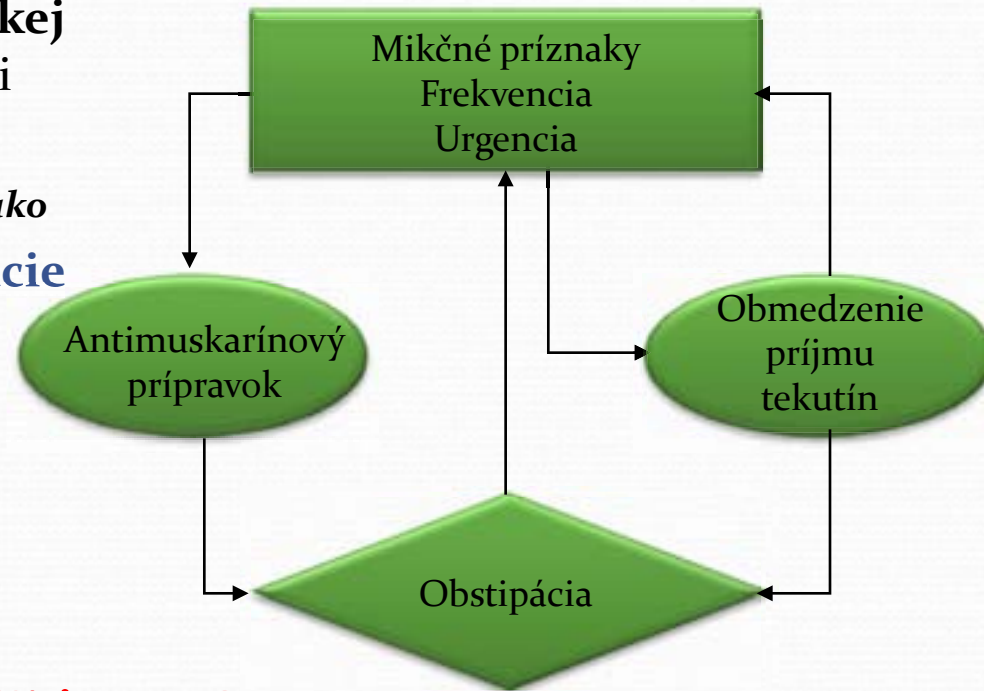 kej
i
ako
cie
Mikčné príznaky
Frekvencia
Urgencia
Antimuskarínový
prípravok
Obmedzenie
príjmu
tekutín
Obstipácia